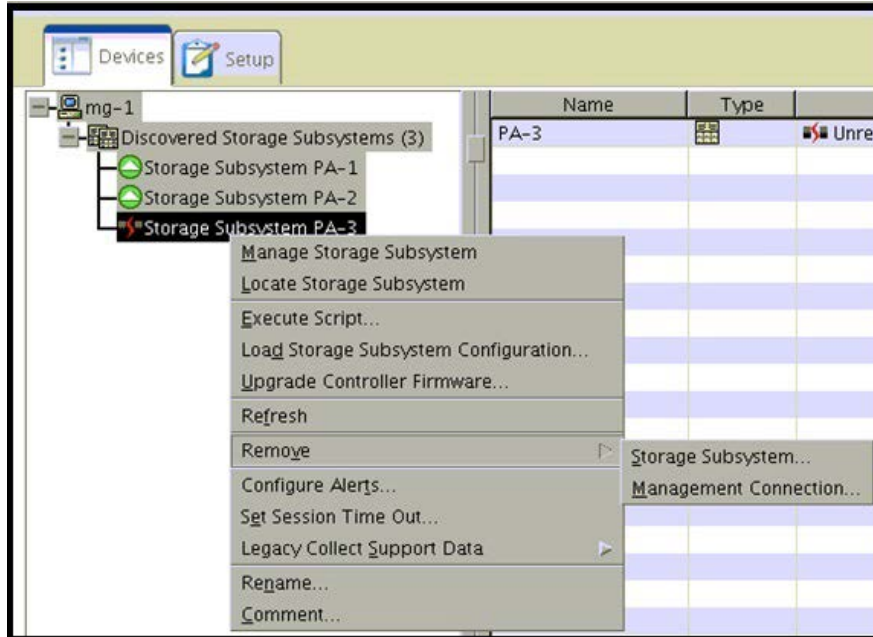 Devices
Setup
mg-1
Discovered Storage Subsystems (3)
Storage Subsystem PA-1
Storage Subsystem PA-2
Storage Subsystem PA-3
Name Type
PA-3 Unre
Manage Storage Subsystem
Locate Storage Subsystem
Execute Script...
Load Storage Subsystem Configuration...
Upgrade Controller Firmware...
Refresh
Remove
Storage Subsystem...
Management Connection...
Configure Alerts...
Set Session Time Out...
Legacy Collect Support Data
Rename...
Comment...